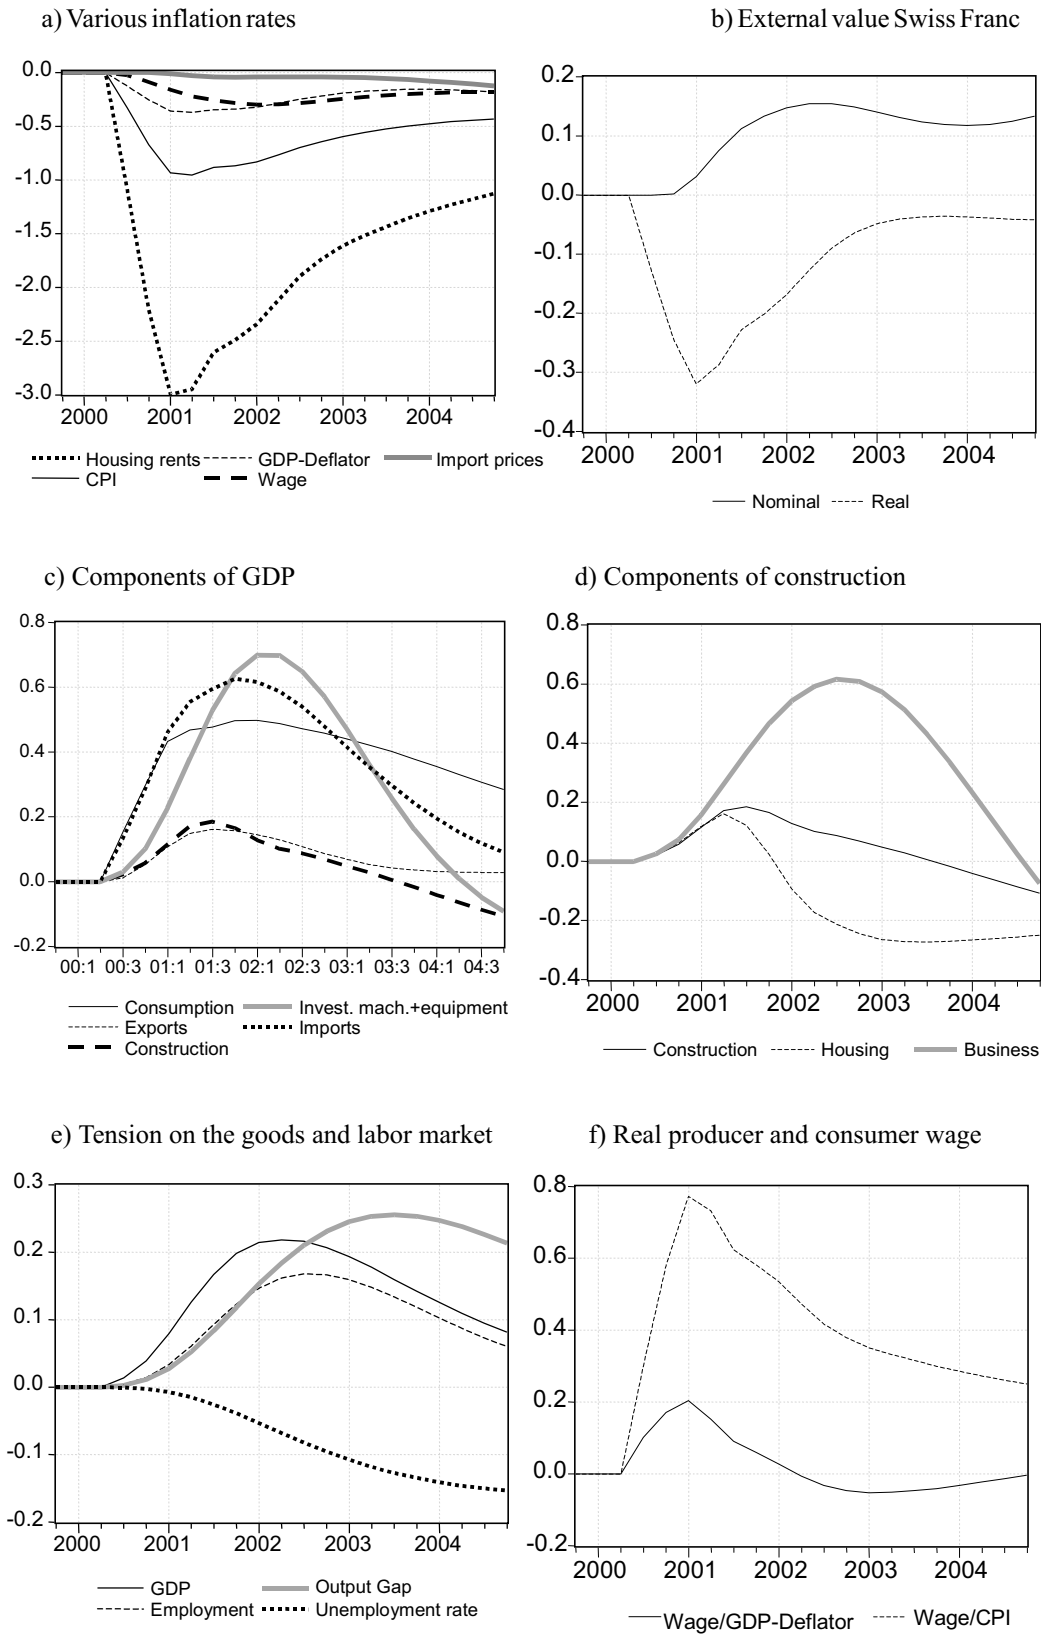 a) Various inflation rates
0.0
-0.5
-1.0
-1.5
-2.0
-2.5
-3.0
2000 2001 2002 2003 2004
Housing rents GDP-Deflator Import prices
CPI Wage
b) External value Swiss Franc
0.2
0.1
0.0
-0.1
-0.2
-0.3
-0.4
2000 2001 2002 2003 2004
Nominal Real
c) Components of GDP
0.8
0.6
0.4
0.2
0.0
-0.2
00:1 00:3 01:1 01:3 02:1 02:3 03:1 03:3 04:1 04:3
Consumption Invest. mach.+equipment
Exports Imports
Construction
d) Components of construction
0.8
0.6
0.4
0.2
0.0
-0.2
-0.4
2000 2001 2002 2003 2004
Construction Housing Business
e) Tension on the goods and labor market
0.3
0.2
0.1
0.0
-0.1
-0.2
2000 2001 2002 2003 2004
GDP Output Gap
Employment Unemployment rate
f) Real producer and consumer wage
0.8
0.6
0.4
0.2
0.0
-0.2
2000 2001 2002 2003 2004
Wage/GDP-Deflator Wage/CPI